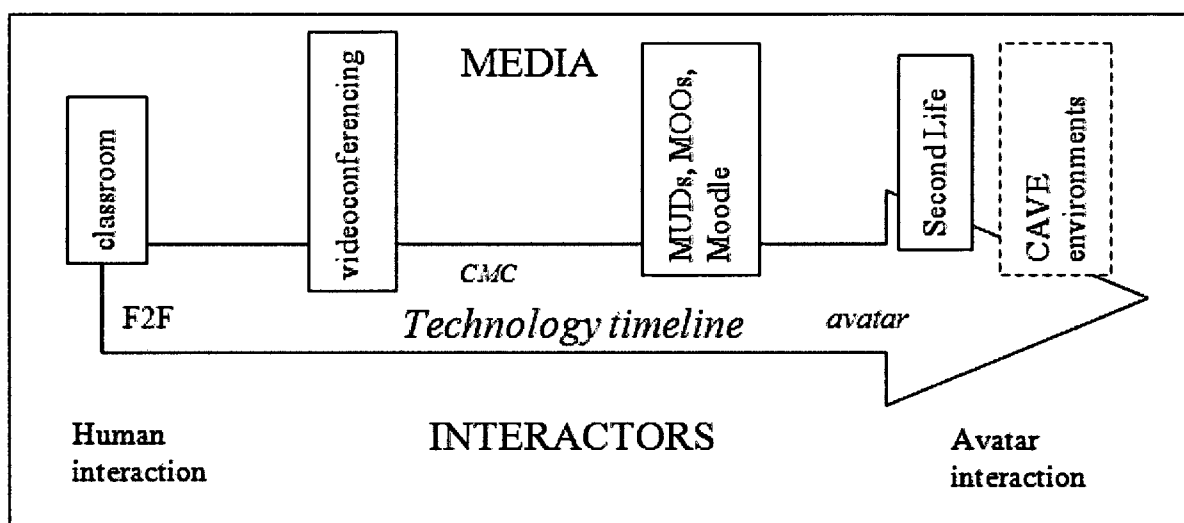 MEDIA
classroom
videoconferencing
MUDs, MOOs,
Moodle
Second Life
CAVE
environments
F2F
CMC
Technology timeline
avatar
Human
interaction
INTERACTORS
Avatar
interaction